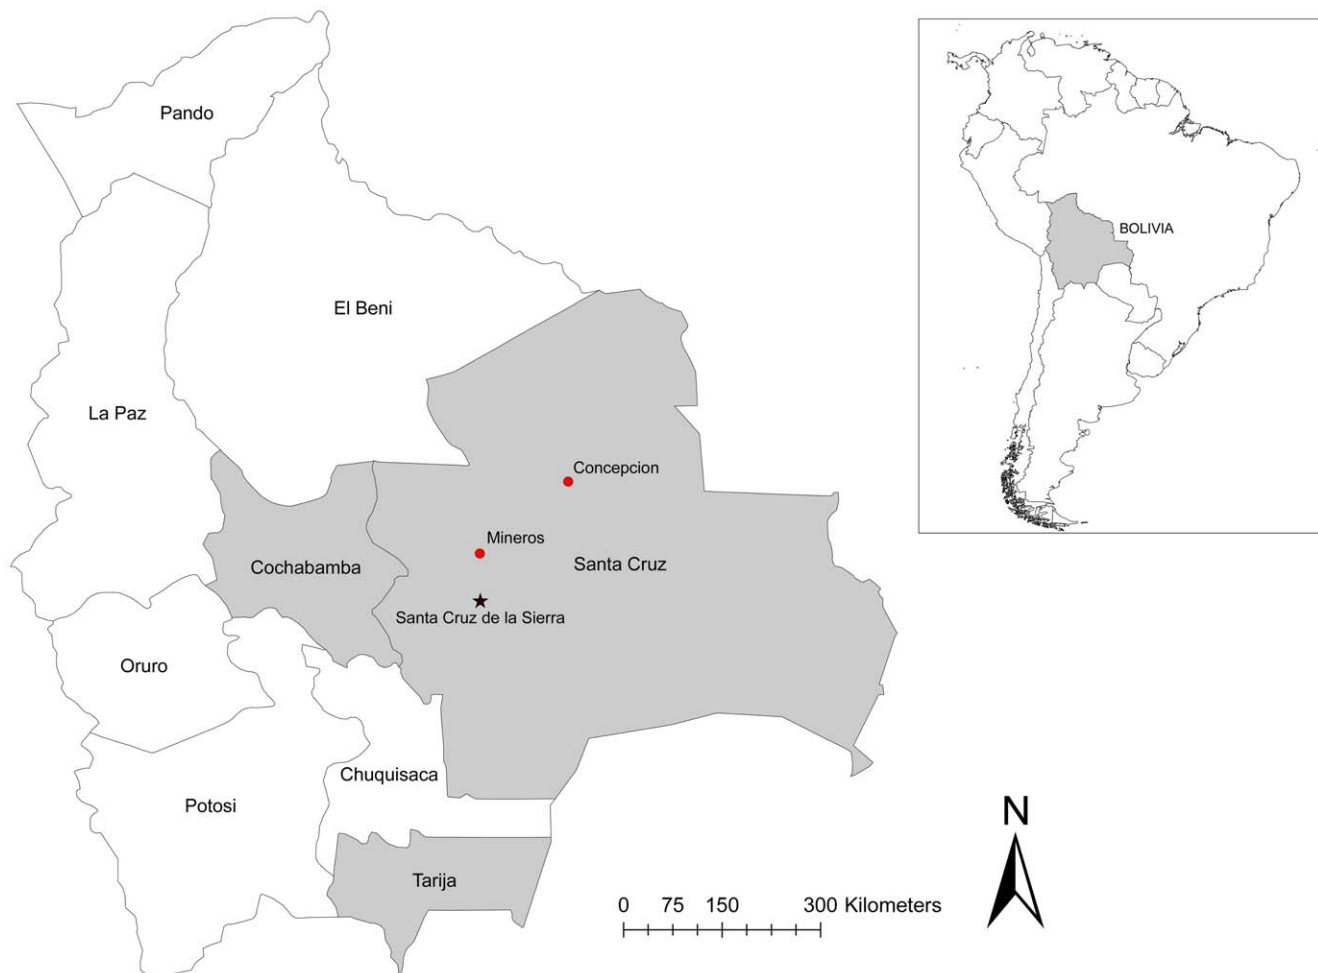 Pando
El Beni
La Paz
Concepcion
Mineros
Cochabamba
Santa Cruz
Santa Cruz de la Sierra
Oruro
Chuquisaca
Potosi
Tarija
BOLIVIA
N
0 75 150 300 Kilometers